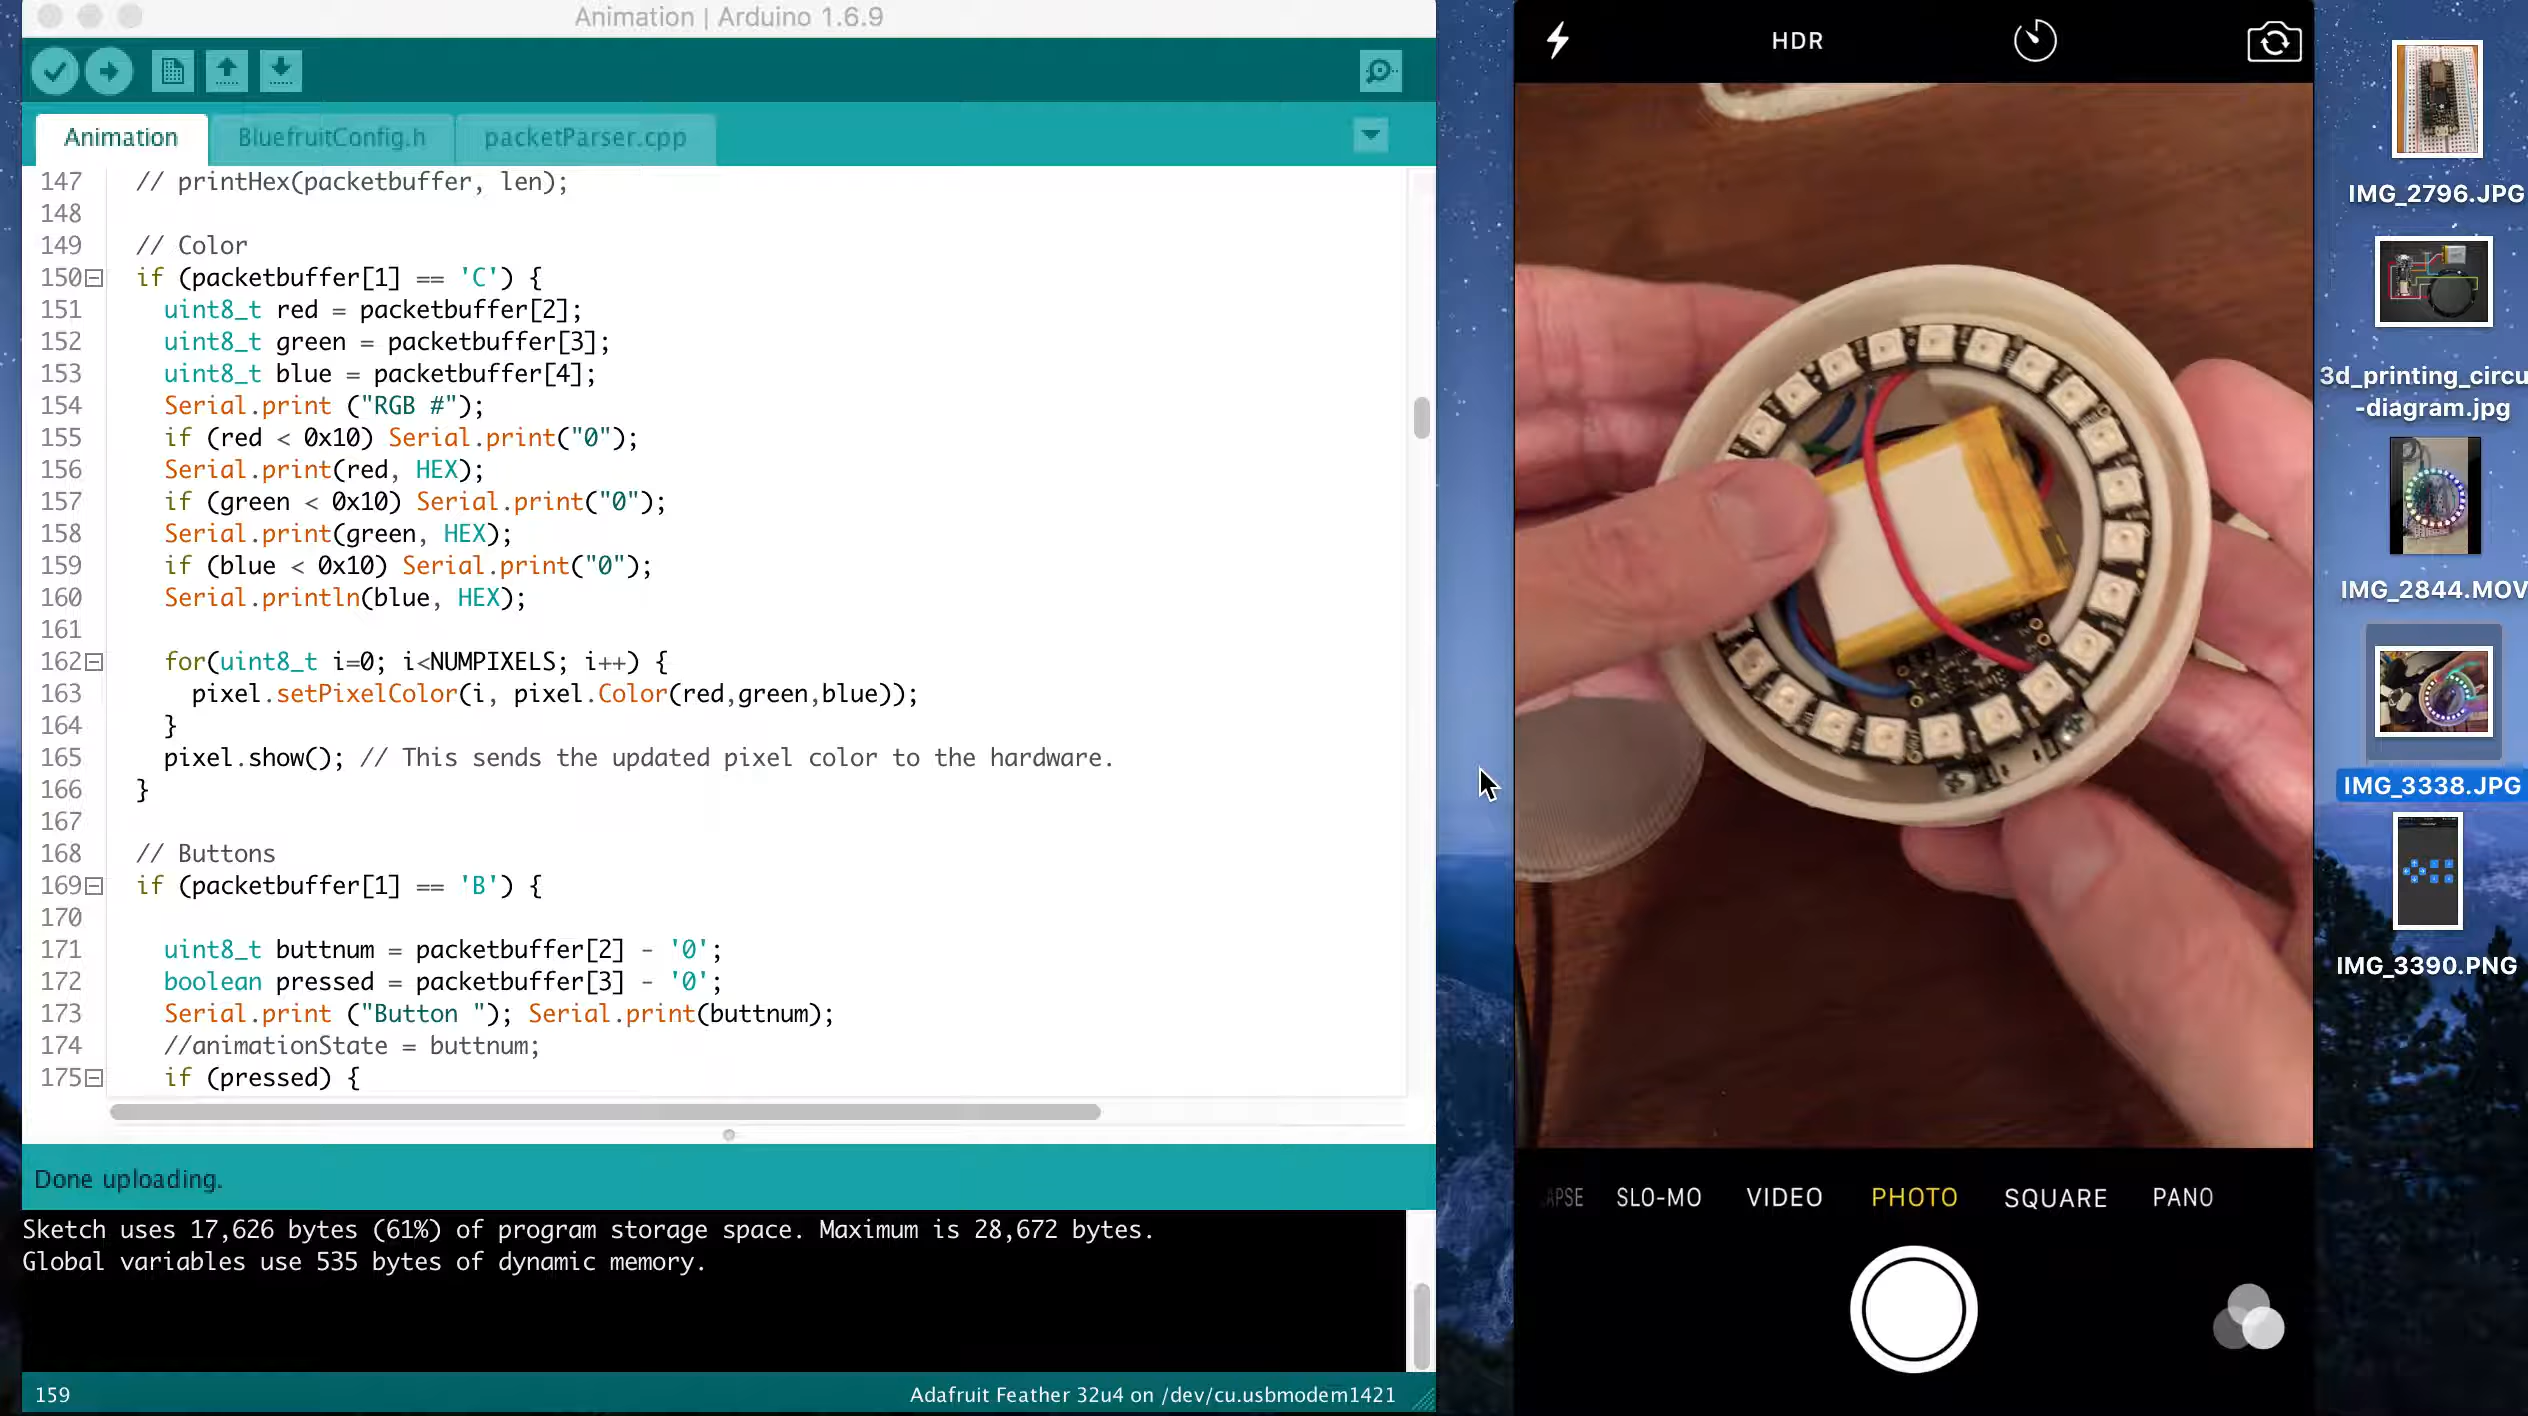 Animation | Arduino 1.6.9
Animation
BluefruitConfig.h
packetParser.cpp
147 // printHex(packetbuffer, len);
148
149 // Color
150 if (packetbuffer[1] == 'C') {
151 uint8_t red = packetbuffer[2];
152 uint8_t green = packetbuffer[3];
153 uint8_t blue = packetbuffer[4];
154 Serial.print ("RGB #");
155 if (red < 0x10) Serial.print("0");
156 Serial.print(red, HEX);
157 if (green < 0x10) Serial.print("0");
158 Serial.print(green, HEX);
159 if (blue < 0x10) Serial.print("0");
160 Serial.println(blue, HEX);
161
162 for(uint8_t i=0; i<NUMPIXELS; i++) {
163 pixel.setPixelColor(i, pixel.Color(red,green,blue));
164 }
165 pixel.show(); // This sends the updated pixel color to the hardware.
166 }
167
168 // Buttons
169 if (packetbuffer[1] == 'B') {
170
171 uint8_t buttnum = packetbuffer[2] - '0';
172 boolean pressed = packetbuffer[3] - '0';
173 Serial.print ("Button "); Serial.print(buttnum);
174 //animationState = buttnum;
175 if (pressed) {
Done uploading.
Sketch uses 17,626 bytes (61%) of program storage space. Maximum is 28,672 bytes.
Global variables use 535 bytes of dynamic memory.
159
Adafruit Feather 32u4 on /dev/cu.usbmodem1421
HDR
APSE SLO-MO VIDEO PHOTO SQUARE PANO
IMG_2796.JPG
3d_printing_circu
-diagram.jpg
IMG_2844.MOV
IMG_3338.JPG
IMG_3390.PNG